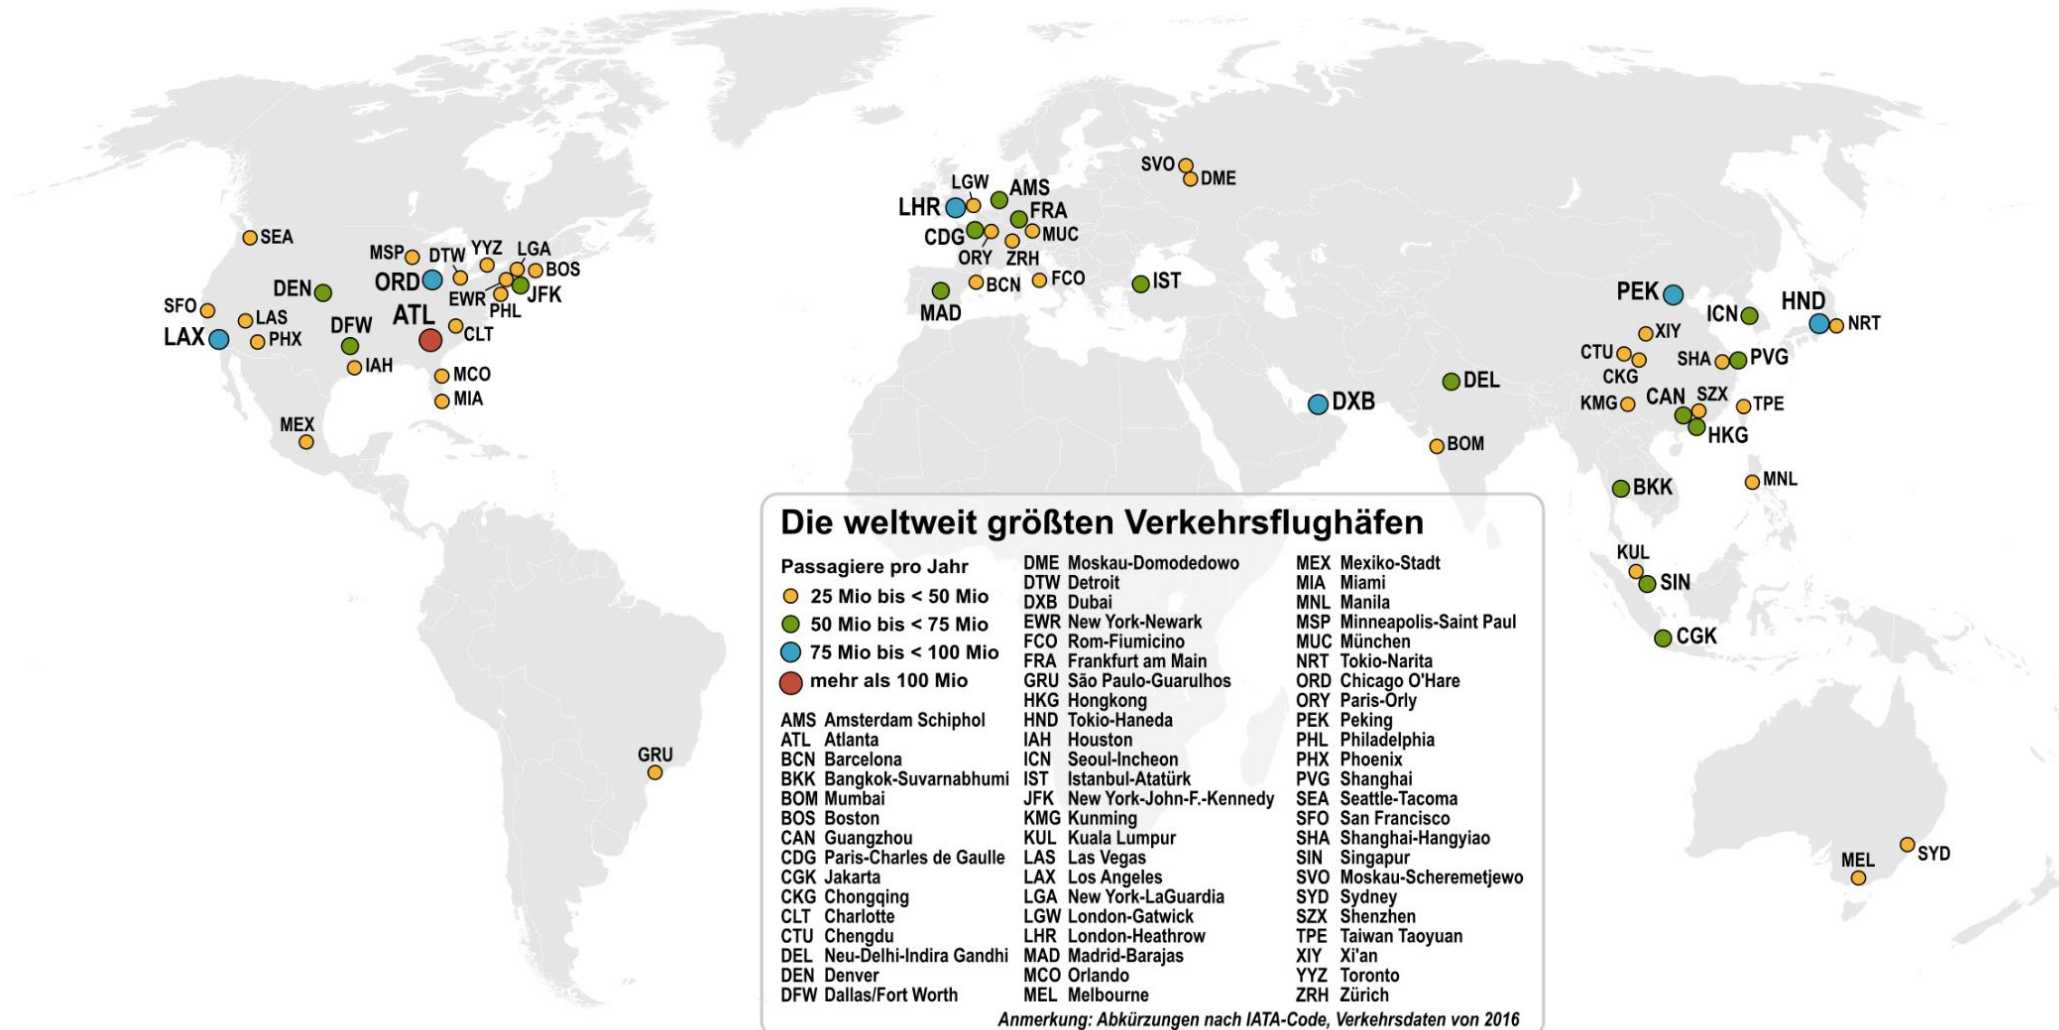 SVO
DME
LGW
AMS
LHR
FRA
CDG
MUC
ORY
ZRH
BCN
FCO
IST
MAD
SEA
MSP
DTW
YYZ
LGA
BOS
ORD
DEN
EWR
JFK
PHL
SFO
LAS
ATL
DFW
CLT
LAX
PHX
IAH
MCO
MIA
MEX
GRU
PEK
HND
ICN
NRT
XIY
CTU
SHA
PVG
CKG
DEL
DXB
KMG
CAN
SZX
TPE
HKG
BOM
BKK
MNL
KUL
SIN
CGK
MEL
SYD
Die weltweit größten Verkehrsflughäfen
Passagiere pro Jahr
25 Mio bis < 50 Mio
50 Mio bis < 75 Mio
75 Mio bis < 100 Mio
mehr als 100 Mio
AMS Amsterdam Schiphol
ATL Atlanta
BCN Barcelona
BKK Bangkok-Suvarnabhumi
BOM Mumbai
BOS Boston
CAN Guangzhou
CDG Paris-Charles de Gaulle
CGK Jakarta
CKG Chongqing
CLT Charlotte
CTU Chengdu
DEL Neu-Delhi-Indira Gandhi
DEN Denver
DFW Dallas/Fort Worth
DME Moskau-Domodedowo
DTW Detroit
DXB Dubai
EWR New York-Newark
FCO Rom-Fiumicino
FRA Frankfurt am Main
GRU São Paulo-Guarulhos
HKG Hongkong
HND Tokio-Haneda
IAH Houston
ICN Seoul-Incheon
IST Istanbul-Atatürk
JFK New York-John-F.-Kennedy
KMG Kunming
KUL Kuala Lumpur
LAS Las Vegas
LAX Los Angeles
LGA New York-LaGuardia
LGW London-Gatwick
LHR London-Heathrow
MAD Madrid-Barajas
MCO Orlando
MEL Melbourne
MEX Mexiko-Stadt
MIA Miami
MNL Manila
MSP Minneapolis-Saint Paul
MUC München
NRT Tokio-Narita
ORD Chicago O'Hare
ORY Paris-Orly
PEK Peking
PHL Philadelphia
PHX Phoenix
PVG Shanghai
SEA Seattle-Tacoma
SFO San Francisco
SHA Shanghai-Hangyiao
SIN Singapur
SVO Moskau-Scheremetjewo
SYD Sydney
SZX Shenzhen
TPE Taiwan Taoyuan
XIY Xi'an
YYZ Toronto
ZRH Zürich
Anmerkung: Abkürzungen nach IATA-Code, Verkehrsdaten von 2016